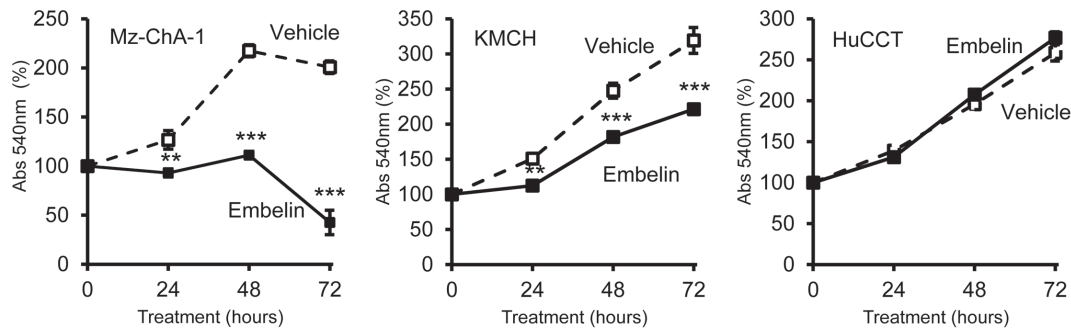 Mz-ChA-1
Vehicle
**
***
***
Embelin
Abs 540nm (%)
250
200
150
100
50
0
0 24 48 72
Treatment (hours)
KMCH
Vehicle
**
***
***
Embelin
Abs 540nm (%)
350
300
250
200
150
100
50
0
0 24 48 72
Treatment (hours)
HuCCT
Embelin
Vehicle
Abs 540nm (%)
300
250
200
150
100
50
0
0 24 48 72
Treatment (hours)